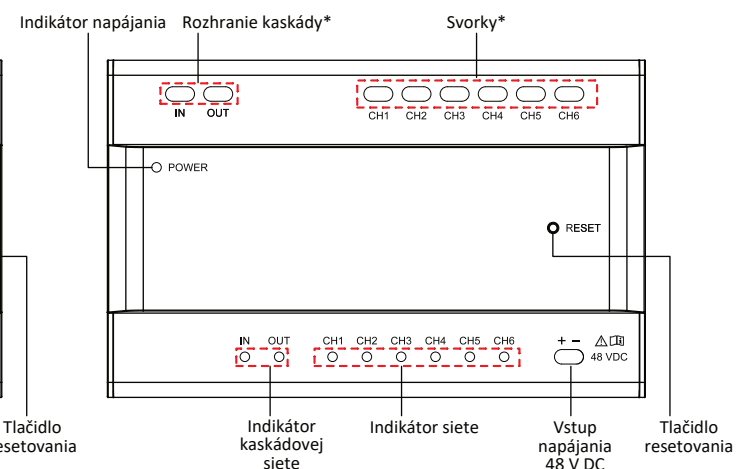 Indikátor napájania Rozhranie kaskády* Svorky*
IN OUT
CH1 CH2 CH3 CH4 CH5 CH6
POWER
RESET
IN OUT CH1 CH2 CH3 CH4 CH5 CH6 + -
48 VDC
Tlačidlo
esetovania
Indikátor
kaskádovej
siete
Indikátor siete
Vstup
napájania
48 V DC
Tlačidlo
resetovania